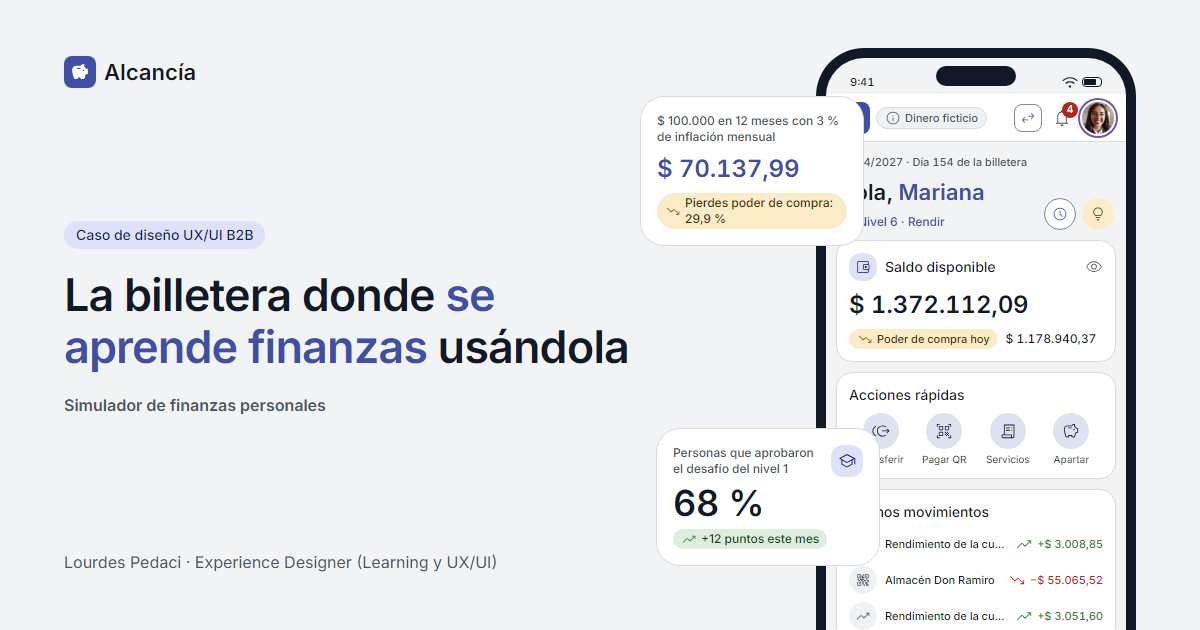 Alcancía
Caso de diseño UX/UI B2B
La billetera donde se
aprende finanzas usándola
Simulador de finanzas personales
Lourdes Pedaci · Experience Designer (Learning y UX/UI)
$ 100.000 en 12 meses con 3 %
de inflación mensual
$ 70.137,99
Pierdes poder de compra:
29,9 %
Personas que aprobaron
el desafío del nivel 1
68 %
+12 puntos este mes
9:41
Dinero ficticio
4
4/2027 · Día 154 de la billetera
ola, Mariana
Nivel 6 · Rendir
Saldo disponible
$ 1.372.112,09
Poder de compra hoy $ 1.178.940,37
Acciones rápidas
sferir Pagar QR Servicios Apartar
nos movimientos
Rendimiento de la cu... +$ 3.008,85
Almacén Don Ramiro −$ 55.065,52
Rendimiento de la cu... +$ 3.051,60